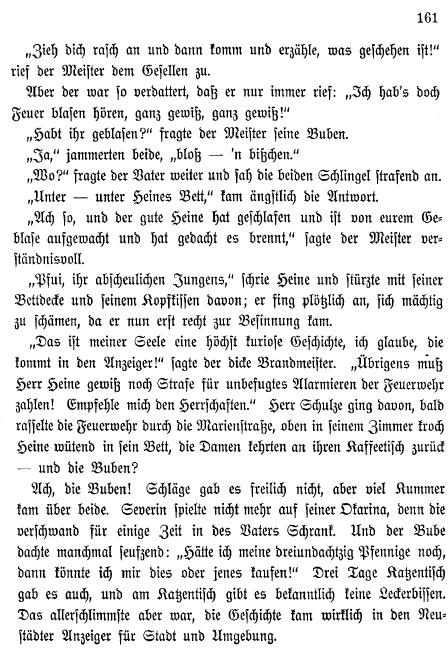 161
„Zieh dich rasch an und dann komm und erzähle, was geschehen ist!“
rief der Meister dem Gesellen zu.
Aber der war so verdattert, daß er nur immer rief: „Ich hab's doch
Feuer blasen hören, ganz gewiß, ganz gewiß!“
„Habt ihr geblasen?“ fragte der Meister seine Buben.
„Ja,“ jammerten beide, „bloß — 'n bißchen.“
„Wo?“ fragte der Vater weiter und sah die beiden Schlingel strafend an.
„Unter — unter Heines Bett,“ kam ängstlich die Antwort.
„Ach so, und der gute Heine hat geschlafen und ist von eurem Ge-
blase aufgewacht und hat gedacht es brennt,“ sagte der Meister ver-
ständnisvoll.
„Pfui, ihr abscheulichen Jungens,“ schrie Heine und stürzte mit seiner
Bettdecke und seinem Kopfkissen davon; er fing plötzlich an, sich mächtig
zu schämen, da er nun erst recht zur Besinnung kam.
„Das ist meiner Seele eine höchst kuriose Geschichte, ich glaube, die
kommt in den Anzeiger!“ sagte der dicke Brandmeister. „Übrigens muß
Herr Heine gewiß noch Strafe für unbefugtes Alarmieren der Feuerwehr
zahlen! Empfehle mich den Herrschaften.“ Herr Schulze ging davon, bald
rasselte die Feuerwehr durch die Marienstraße, oben in seinem Zimmer kroch
Heine wütend in sein Bett, die Damen kehrten an ihren Kaffeetisch zurück
— und die Buben?
Ach, die Buben! Schläge gab es freilich nicht, aber viel Kummer
kam über beide. Severin spielte nicht mehr auf seiner Okarina, denn die
verschwand für einige Zeit in des Vaters Schrank. Und der Bube
dachte manchmal seufzend: „Hätte ich meine dreiundachtzig Pfennige noch,
dann könnte ich mir dies oder jenes kaufen!“ Drei Tage Katzentisch
gab es auch, und am Katzentisch gibt es bekanntlich keine Leckerbissen.
Das allerschlimmste aber war, die Geschichte kam wirklich in den Neu-
städter Anzeiger für Stadt und Umgebung.